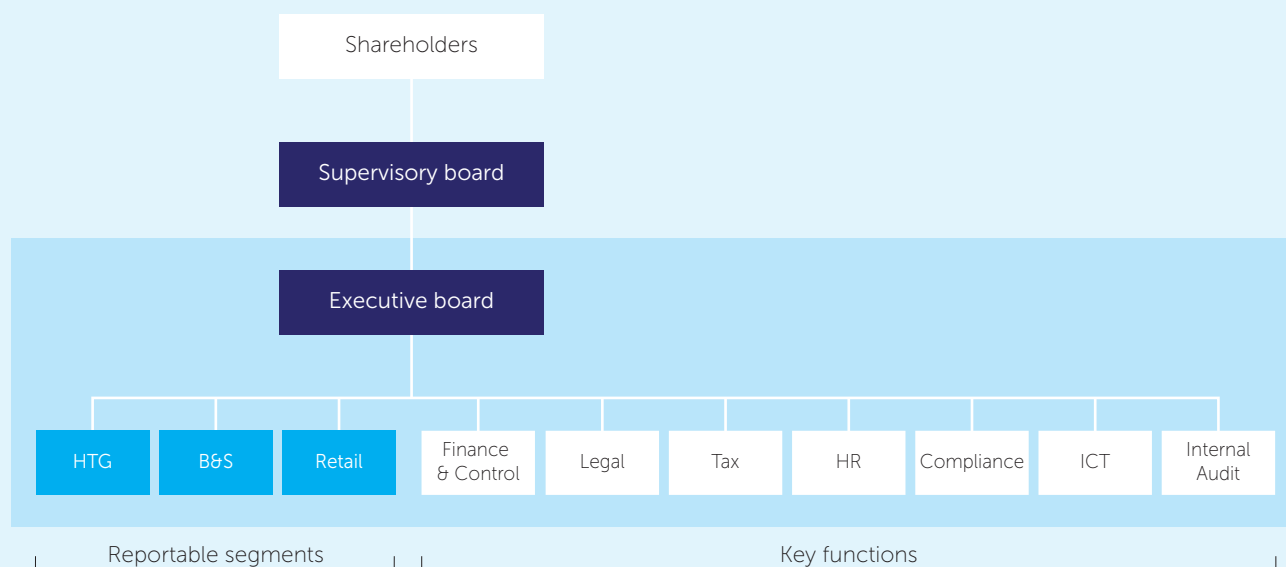 Shareholders
Supervisory board
Executive board
HTG
B&S
Retail
Finance
& Control
Legal
Tax
HR
Compliance
ICT
Internal
Audit
Reportable segments
Key functions